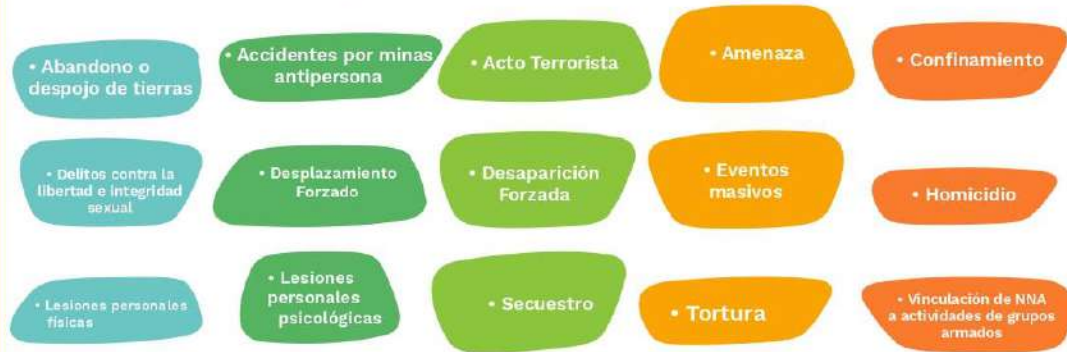 • Abandono o
despojo de tierras
• Accidentes por minas
antipersona
• Acto Terrorista
• Amenaza
• Confinamiento
• Delitos contra la
libertad e integridad
sexual
• Desplazamiento
Forzado
• Desaparición
Forzada
• Eventos
masivos
• Homicidio
• Lesiones personales
físicas
• Lesiones
personales
psicológicas
• Secuestro
• Tortura
• Vinculación de NNA
a actividades de grupos
armados